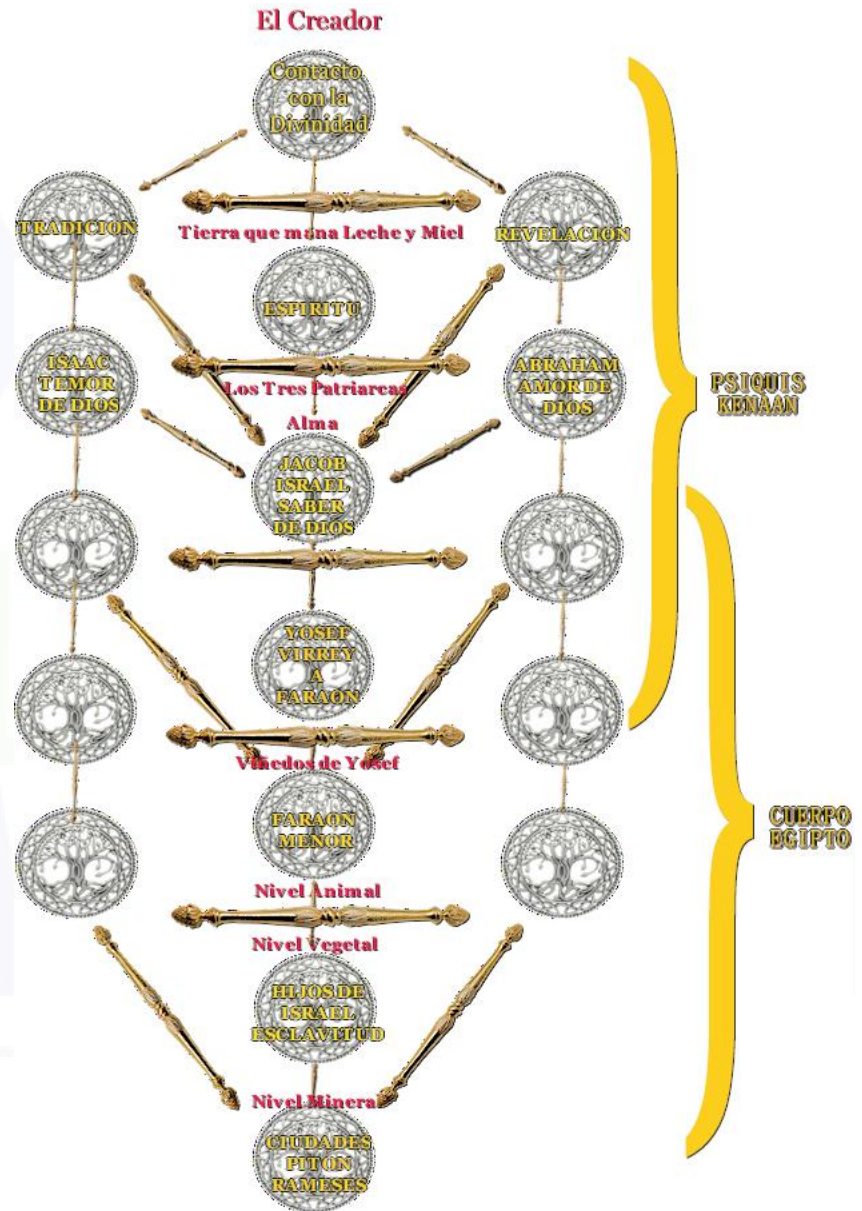 El Creador
Contacto
con la
Divinidad
TRADICION
Tierra que mana Leche y Miel
REVELACION
ESPIRITU
ISAAC
TEMOR
DE DIOS
Los Tres Patriarcas
ABRAHAM
AMOR DE
DIOS
PSIQUIS
KENAAN
Alma
JACOB
ISRAEL
SABER
DE DIOS
YOSEF
VIRREY
A
FARAON
Viñedos de Yosef
FARAON
MENOR
CUERPO
EGIPTO
Nivel Animal
Nivel Vegetal
HIJOS DE
ISRAEL
ESCLAVITUD
Nivel Mineral
CIUDADES
PITON
RAMESES